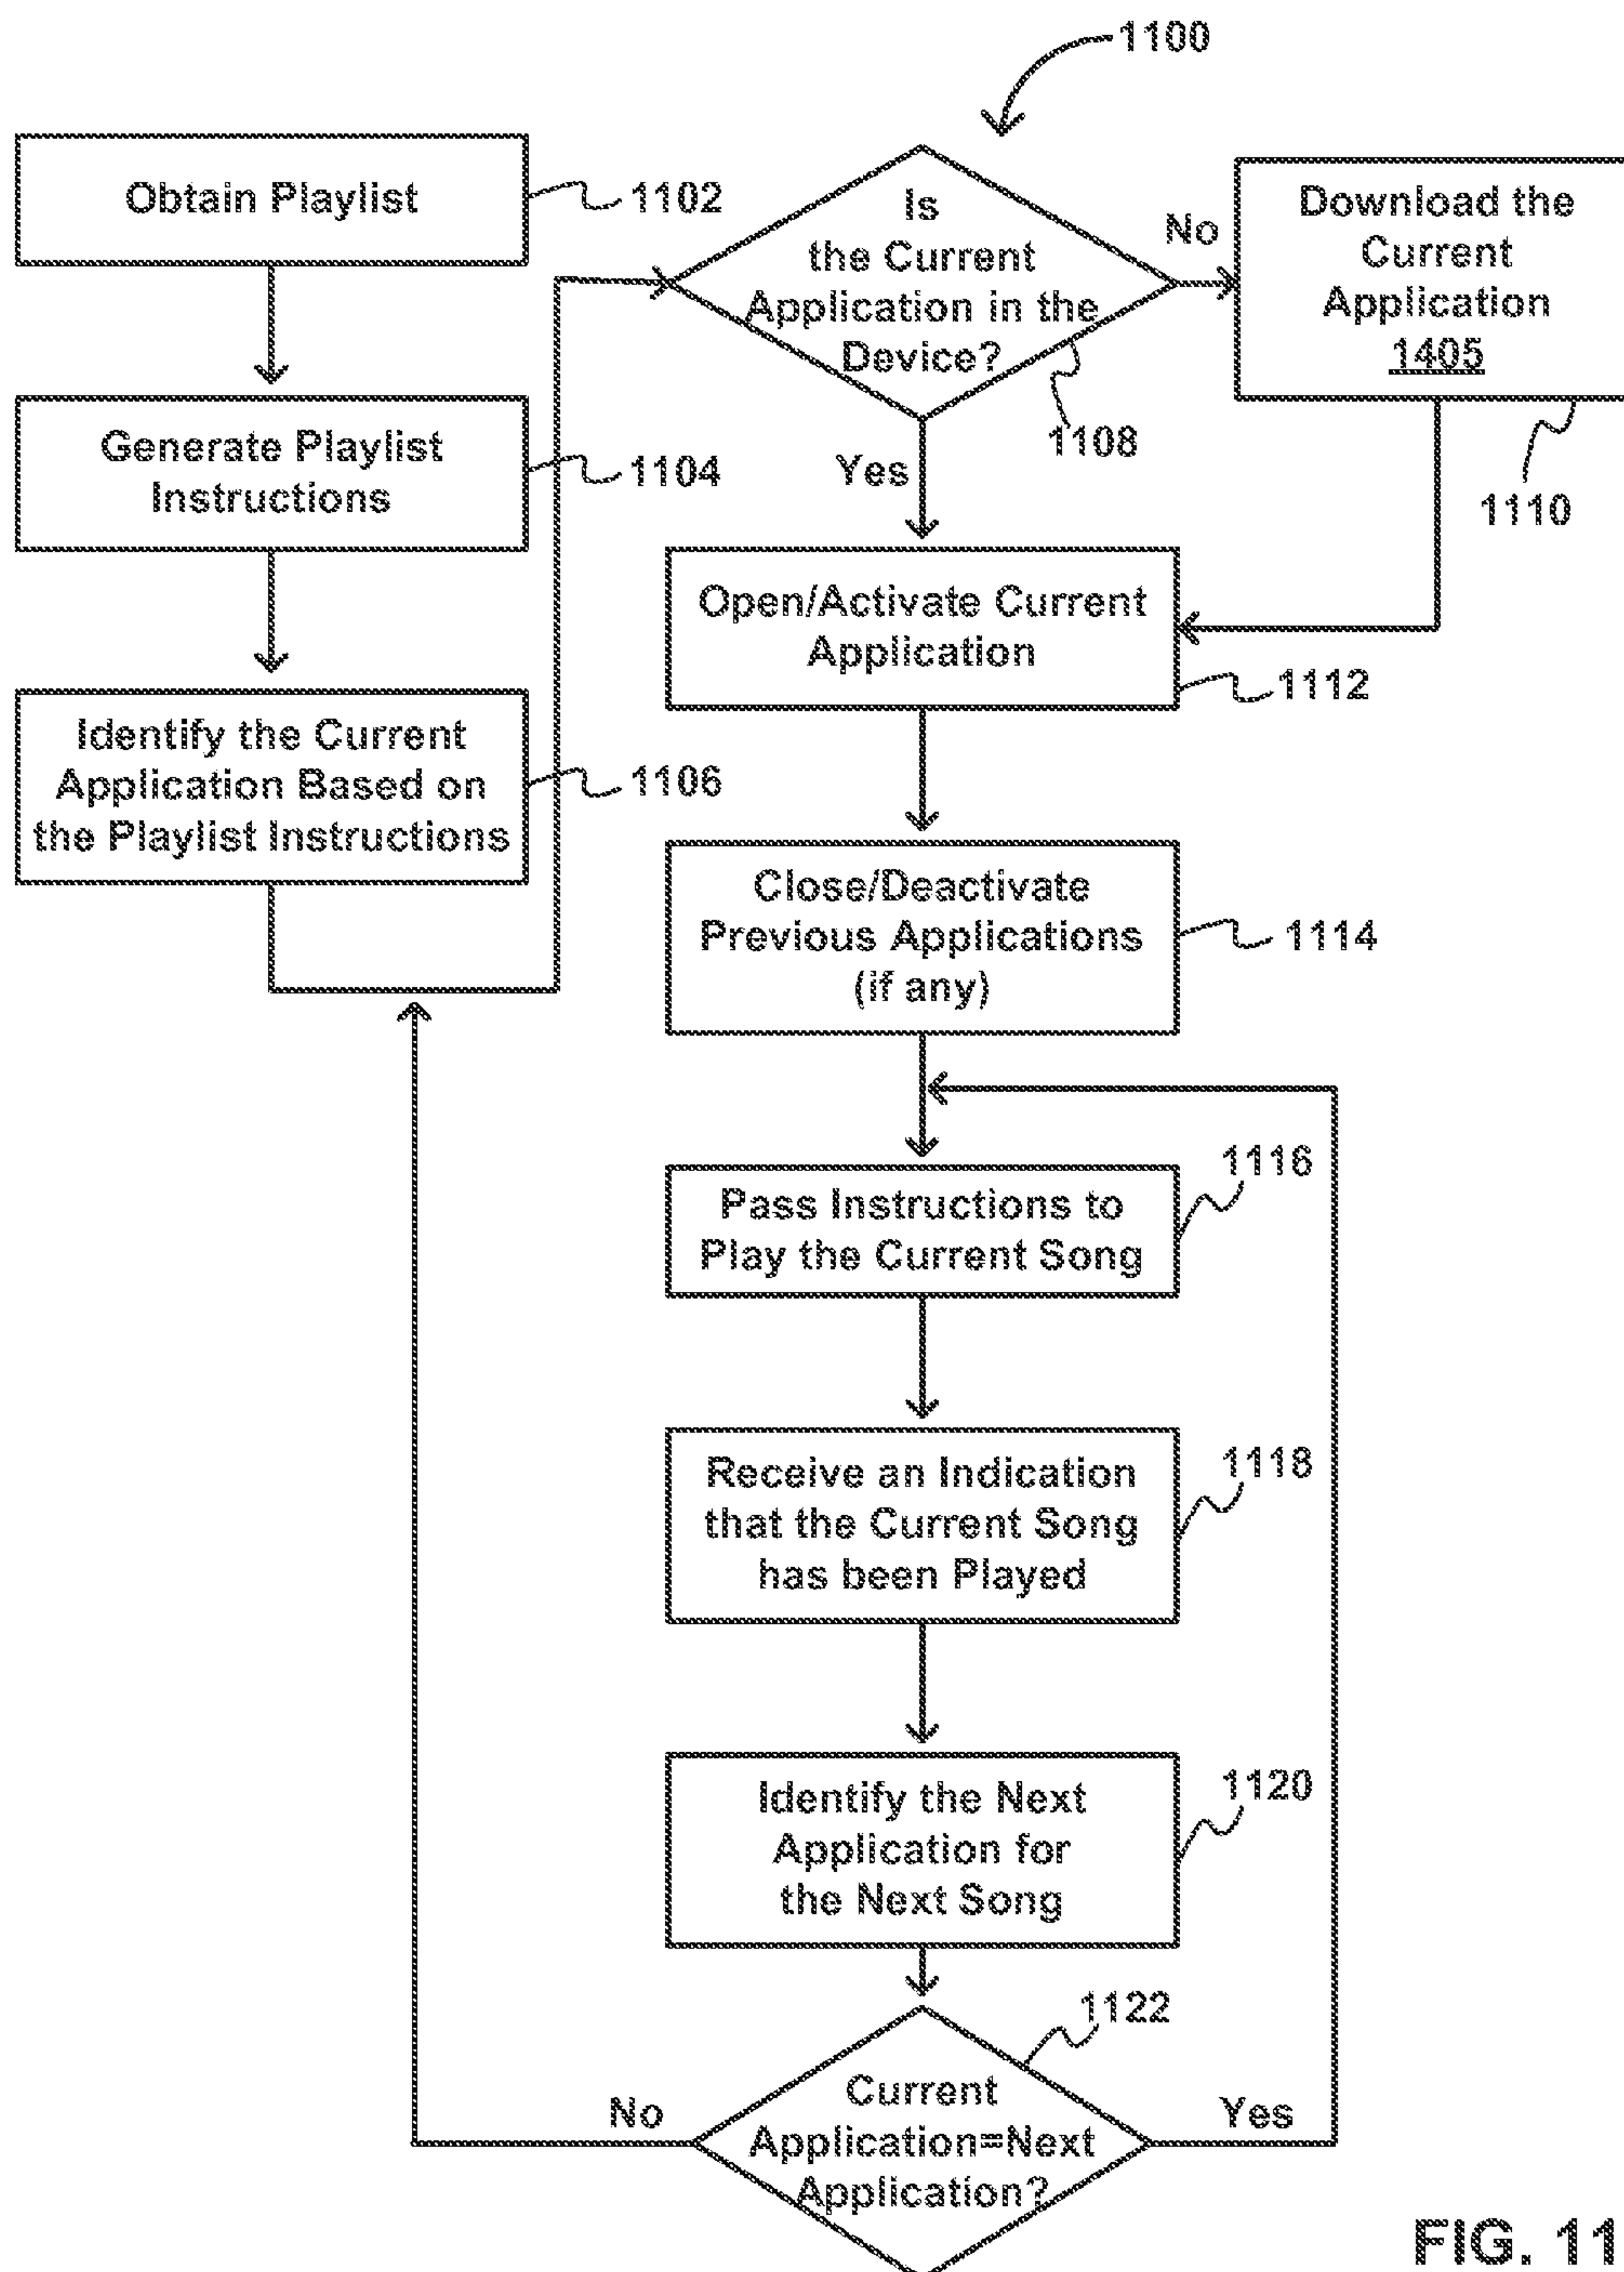 1100
Obtain Playlist
1102
Generate Playlist
Instructions
1104
Identify the Current
Application Based on
the Playlist Instructions
1106
Is
the Current
Application in the
Device?
1108
No
Download the
Current
Application
1405
1110
Yes
Open/Activate Current
Application
1112
Close/Deactivate
Previous Applications
(if any)
1114
Pass Instructions to
Play the Current Song
1116
Receive an Indication
that the Current Song
has been Played
1118
Identify the Next
Application for
the Next Song
1120
1122
Current
Application=Next
Application?
No
Yes
FIG. 11